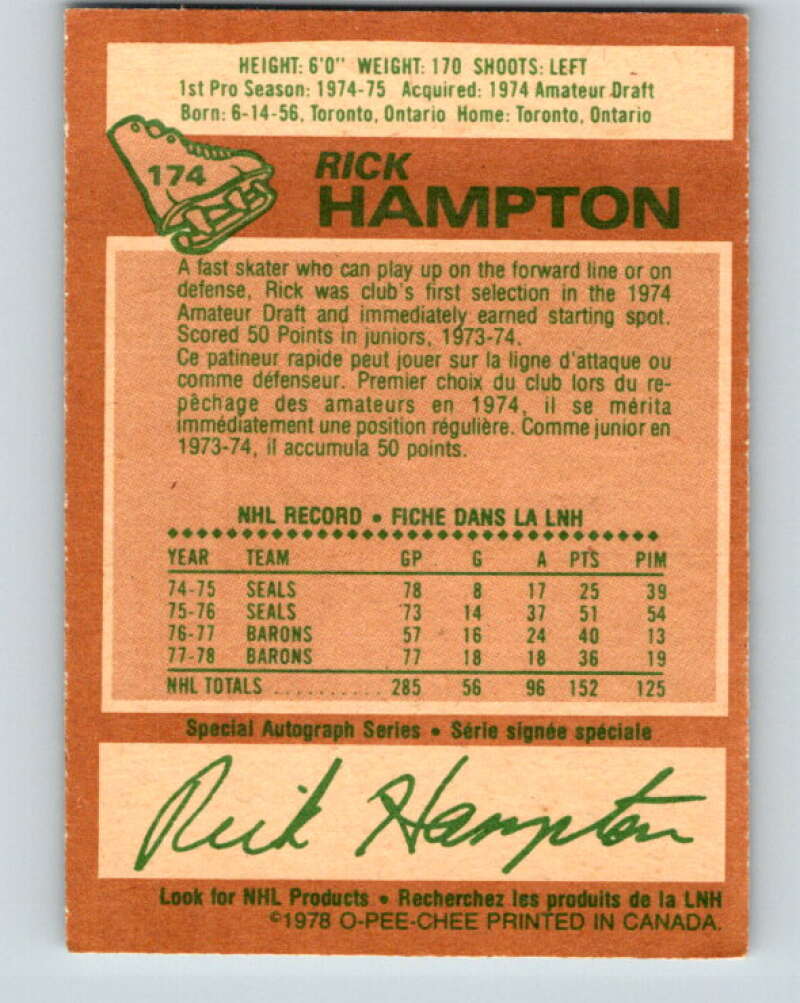 HEIGHT: 6'0" WEIGHT: 170 SHOOTS: LEFT
1st Pro Season: 1974-75 Acquired: 1974 Amateur Draft
Born: 6-14-56, Toronto, Ontario Home: Toronto, Ontario
174
RICK
HAMPTON
A fast skater who can play up on the forward line or on
defense, Rick was club's first selection in the 1974
Amateur Draft and immediately earned starting spot.
Scored 50 Points in juniors, 1973-74.
Ce patineur rapide peut jouer sur la ligne d'attaque ou
comme défenseur. Premier choix du club lors du re-
pêchage des amateurs en 1974, il se mérita
immédiatement une position régulière. Comme junior en
1973-74, il accumula 50 points.
NHL RECORD • FICHE DANS LA LNH
YEAR TEAM GP G A PTS PIM
74-75 SEALS 78 8 17 25 39
75-76 SEALS 73 14 37 51 54
76-77 BARONS 57 16 24 40 13
77-78 BARONS 77 18 18 36 19
NHL TOTALS .......... 285 56 96 152 125
Special Autograph Series • Série signée spéciale
Rick Hampton
Look for NHL Products • Recherchez les produits de la LNH
©1978 O-PEE-CHEE PRINTED IN CANADA.